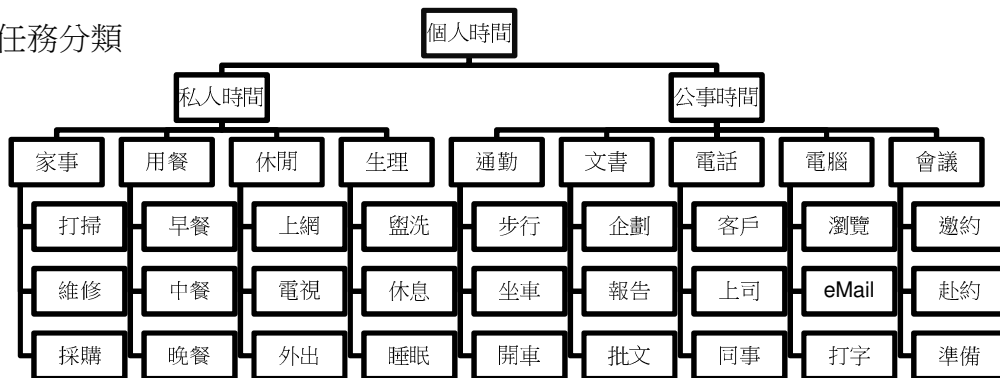 任務分類
個人時間
私人時間 公事時間
家事 用餐 休閒 生理 通勤 文書 電話 電腦 會議
打掃 早餐 上網 盥洗 步行 企劃 客戶 瀏覽 邀約
維修 中餐 電視 休息 坐車 報告 上司 eMail 赴約
採購 晚餐 外出 睡眠 開車 批文 同事 打字 準備